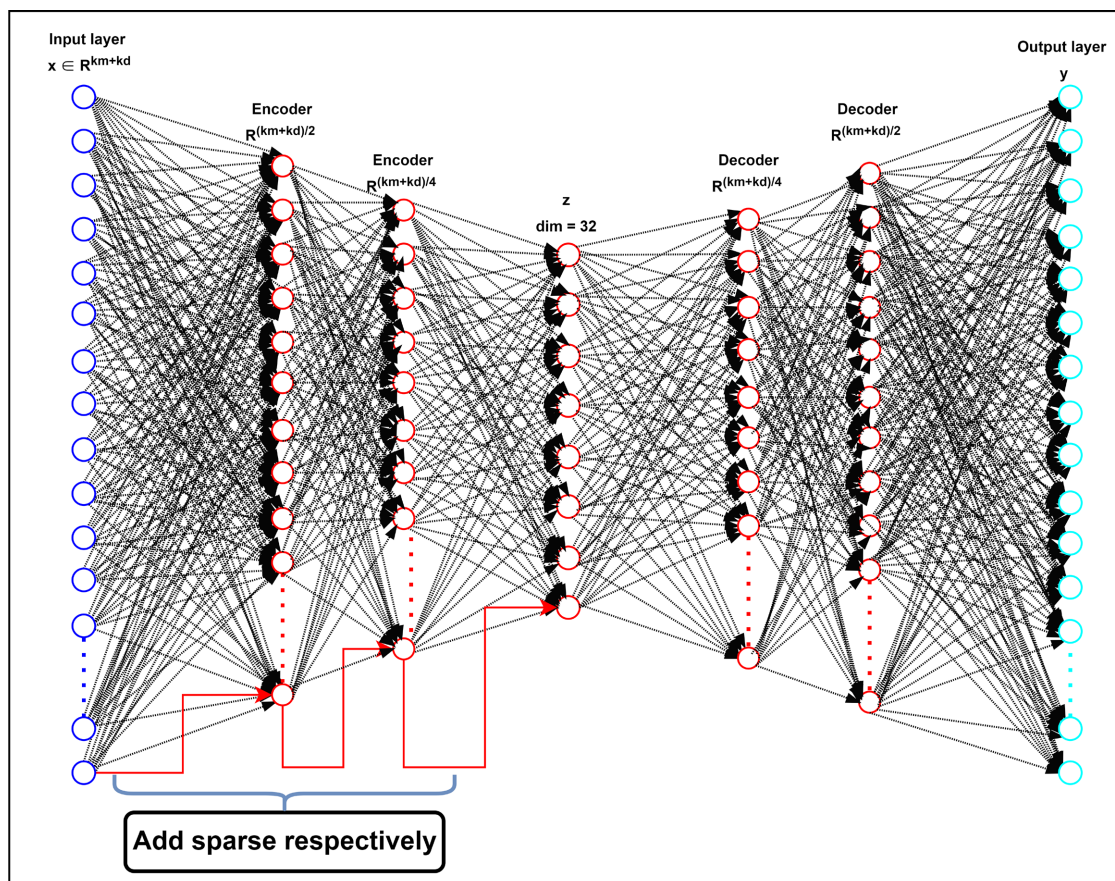 Input layer
x ∈ R^km+kd
Encoder
R^(km+kd)/2
Encoder
R^(km+kd)/4
z
dim = 32
Decoder
R^(km+kd)/4
Decoder
R^(km+kd)/2
Output layer
y
Add sparse respectively